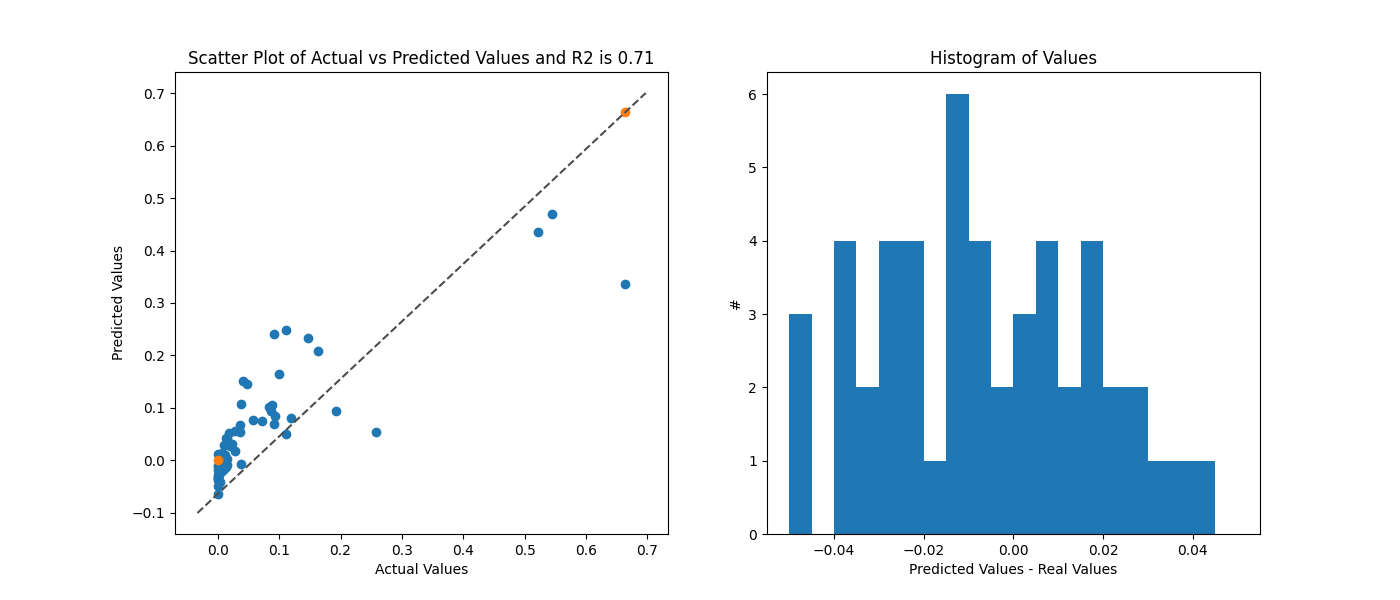 Scatter Plot of Actual vs Predicted Values and R2 is 0.71
0.7
0.6
0.5
0.4
0.3
0.2
0.1
0.0
−0.1
Predicted Values
0.0 0.1 0.2 0.3 0.4 0.5 0.6 0.7
Actual Values
Histogram of Values
6
5
4
3
2
1
0
#
−0.04 −0.02 0.00 0.02 0.04
Predicted Values - Real Values